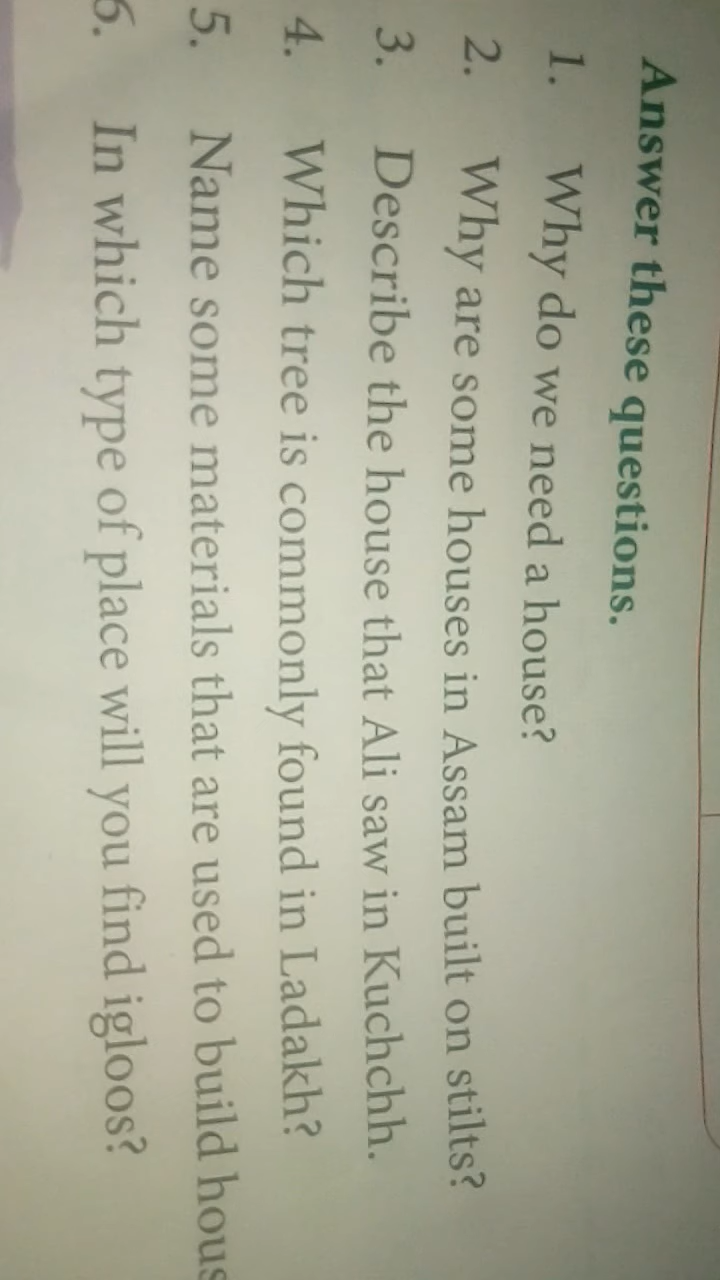 Answer these questions.
1. Why do we need a house?
2. Why are some houses in Assam built on stilts?
3. Describe the house that Ali saw in Kuchchh.
4. Which tree is commonly found in Ladakh?
5. Name some materials that are used to build hous
6. In which type of place will you find igloos?